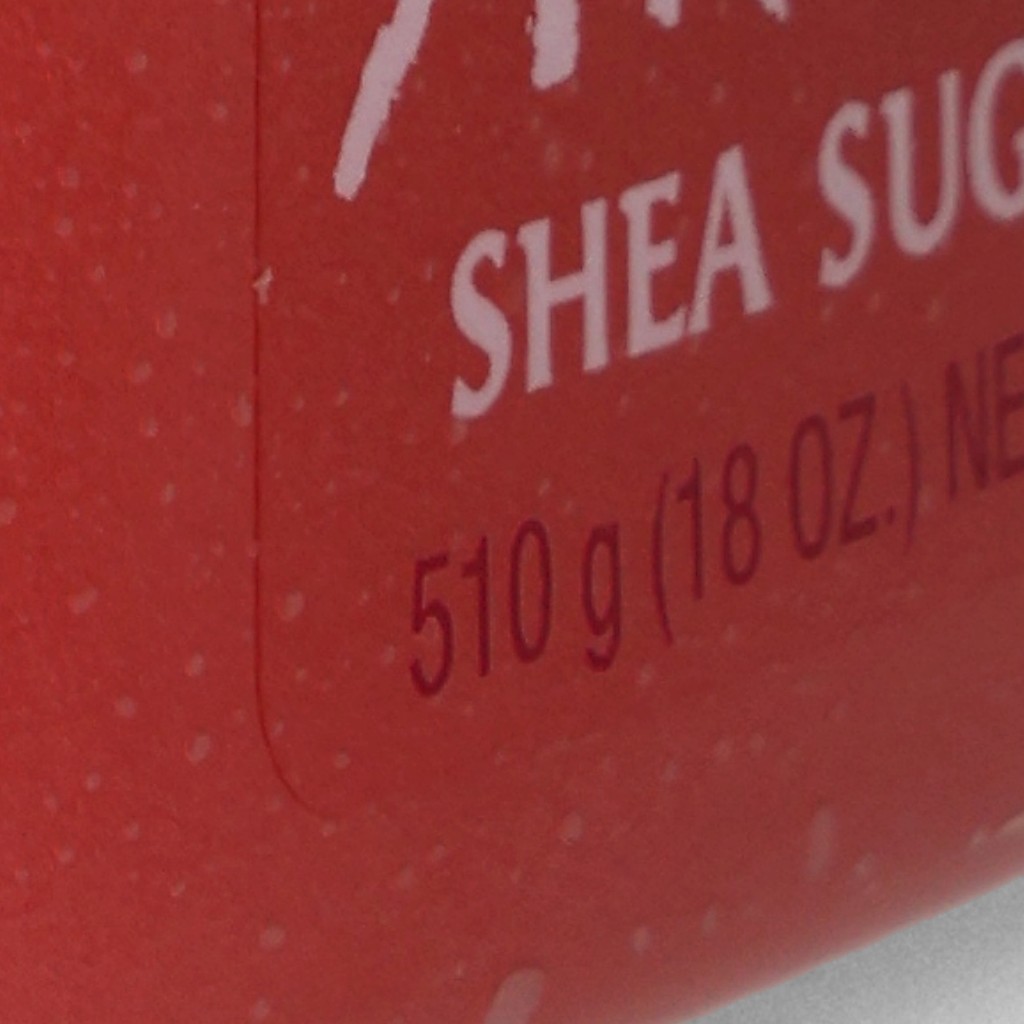 SHEA SUG
510 g (18 OZ.) NE